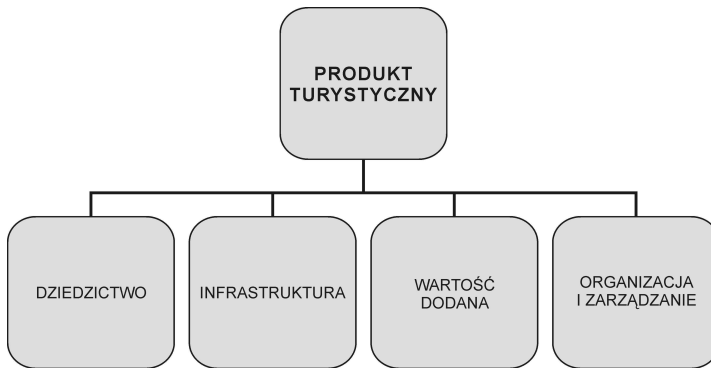 PRODUKT
TURYSTYCZNY
DZIEDZICTWO
INFRASTRUKTURA
WARTOŚĆ
DODANA
ORGANIZACJA
I ZARZĄDZANIE